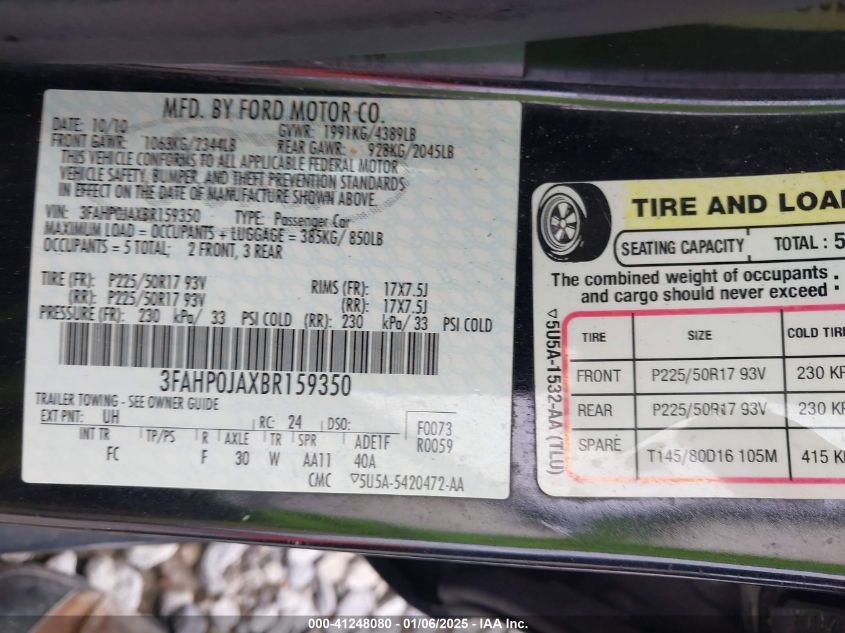 MFD. BY FORD MOTOR CO.
DATE: 10/10 GVWR: 1991KG/4389LB
FRONT GAWR: 1063KG/2344LB REAR GAWR: 928KG/2045LB
THIS VEHICLE CONFORMS TO ALL APPLICABLE FEDERAL MOTOR
VEHICLE SAFETY, BUMPER, AND THEFT PREVENTION STANDARDS
IN EFFECT ON THE DATE OF MANUFACTURE SHOWN ABOVE.
VIN: 3FAHP0JAXBR159350 TYPE: Passenger Car
MAXIMUM LOAD = OCCUPANTS + LUGGAGE = 385KG/850LB
OCCUPANTS = 5 TOTAL; 2 FRONT, 3 REAR
TIRE (FR): P225/50R17 93V RIMS (FR): 17X7.5J
(RR): P225/50R17 93V (RR): 17X7.5J
PRESSURE (FR): 230 kPa/ 33 PSI COLD (RR): 230 kPa/33 PSI COLD
3FAHP0JAXBR159350
TRAILER TOWING - SEE OWNER GUIDE
EXT PNT: UH RC: 24 DSO: F0073
R0059
INT TR TP/PS R AXLE TR SPR ADE1F
FC F 30 W AA11 40A
CMC ▽5U5A-5420472-AA
TIRE AND LOA
SEATING CAPACITY TOTAL: 5
The combined weight of occupants
and cargo should never exceed :
TIRE SIZE COLD TIR
FRONT P225/50R17 93V 230 KP
REAR P225/50R17 93V 230 KP
SPARE T145/80D16 105M 415 K
▽5U5A-1532-AA (TLU)
<<--41248080 -- 01/06/2025 -- IAA Inc.